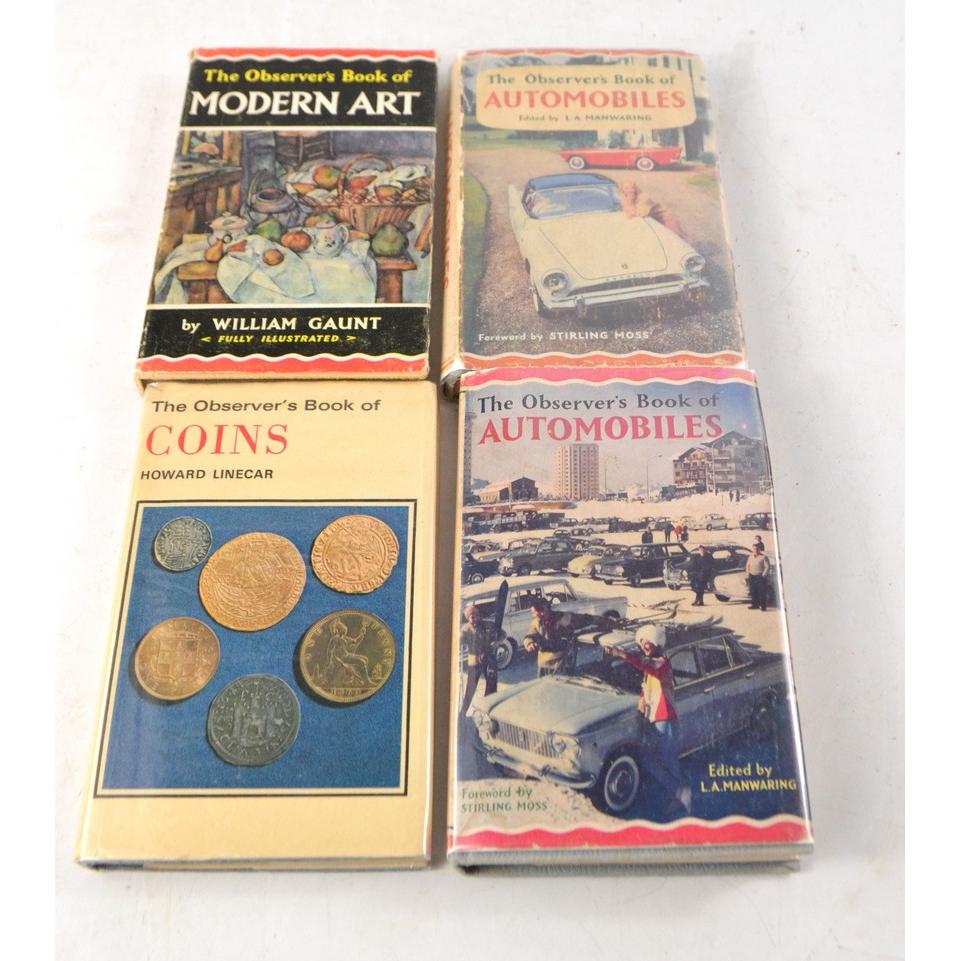 The Observer's Book of
MODERN ART
by WILLIAM GAUNT
< FULLY ILLUSTRATED >
The Observer's Book of
AUTOMOBILES
Edited by L. A. MANWARING
Foreword by STIRLING MOSS
The Observer's Book of
COINS
HOWARD LINECAR
The Observer's Book of
AUTOMOBILES
Foreword by
STIRLING MOSS
Edited by
L. A. MANWARING